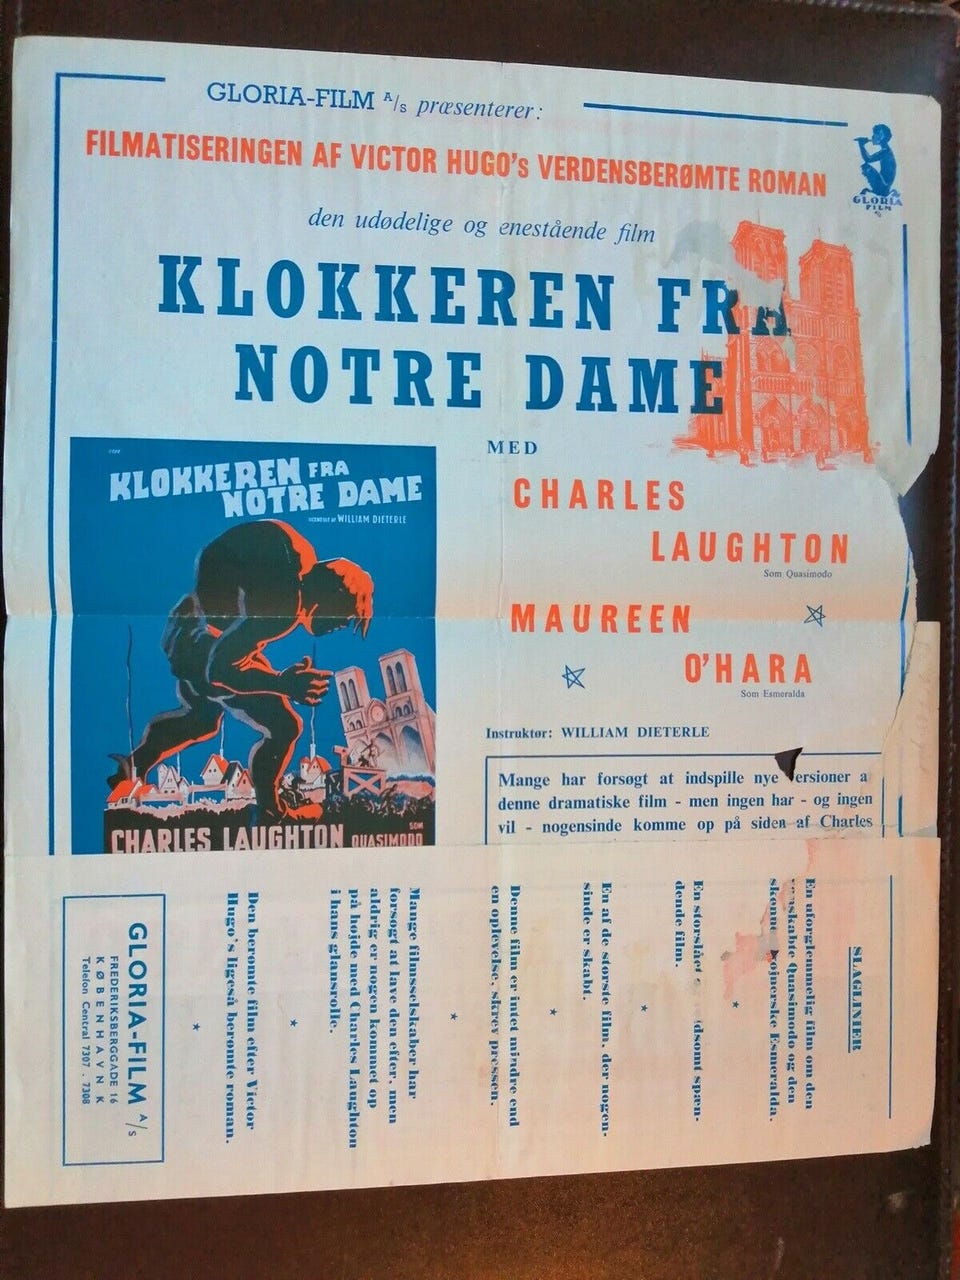 GLORIA-FILM A/S præsenterer:
GLORIA
FILM
FILMATISERINGEN AF VICTOR HUGO's VERDENSBERØMTE ROMAN
den udødelige og enestående film
KLOKKEREN FRA
NOTRE DAME
MED
CHARLES
LAUGHTON
Som Quasimodo
MAUREEN
O'HARA
Som Esmeralda
Instruktør: WILLIAM DIETERLE
Mange har forsøgt at indspille nye versioner a
denne dramatiske film - men ingen har - og ingen
vil - nogensinde komme op på siden af Charles
KLOKKEREN FRA
NOTRE DAME
ISCENESAT AF WILLIAM DIETERLE
CHARLES LAUGHTON SOM QUASIMODO
SLAGLINIER
En uforglemmelig film om den
vanskabte Quasimodo og den
skønne tøjnerske Esmeralda.
En storslået dsomt spæn-
dende film.
En af de største film, der nogen-
sinde er skabt.
Denne film er intet mindre end
en oplevelse, skrev pressen.
Mange filmselskaber har
forsøgt at lave den efter, men
aldrig er nogen kommet op
på højde med Charles Laughton
i hans glansrolle.
Den berømte film efter Victor
Hugo's ligeså berømte roman.
GLORIA-FILM A/S
FREDERIKSBERGGADE 16
KØBENHAVN K
Telefon Central 7307 . 7308